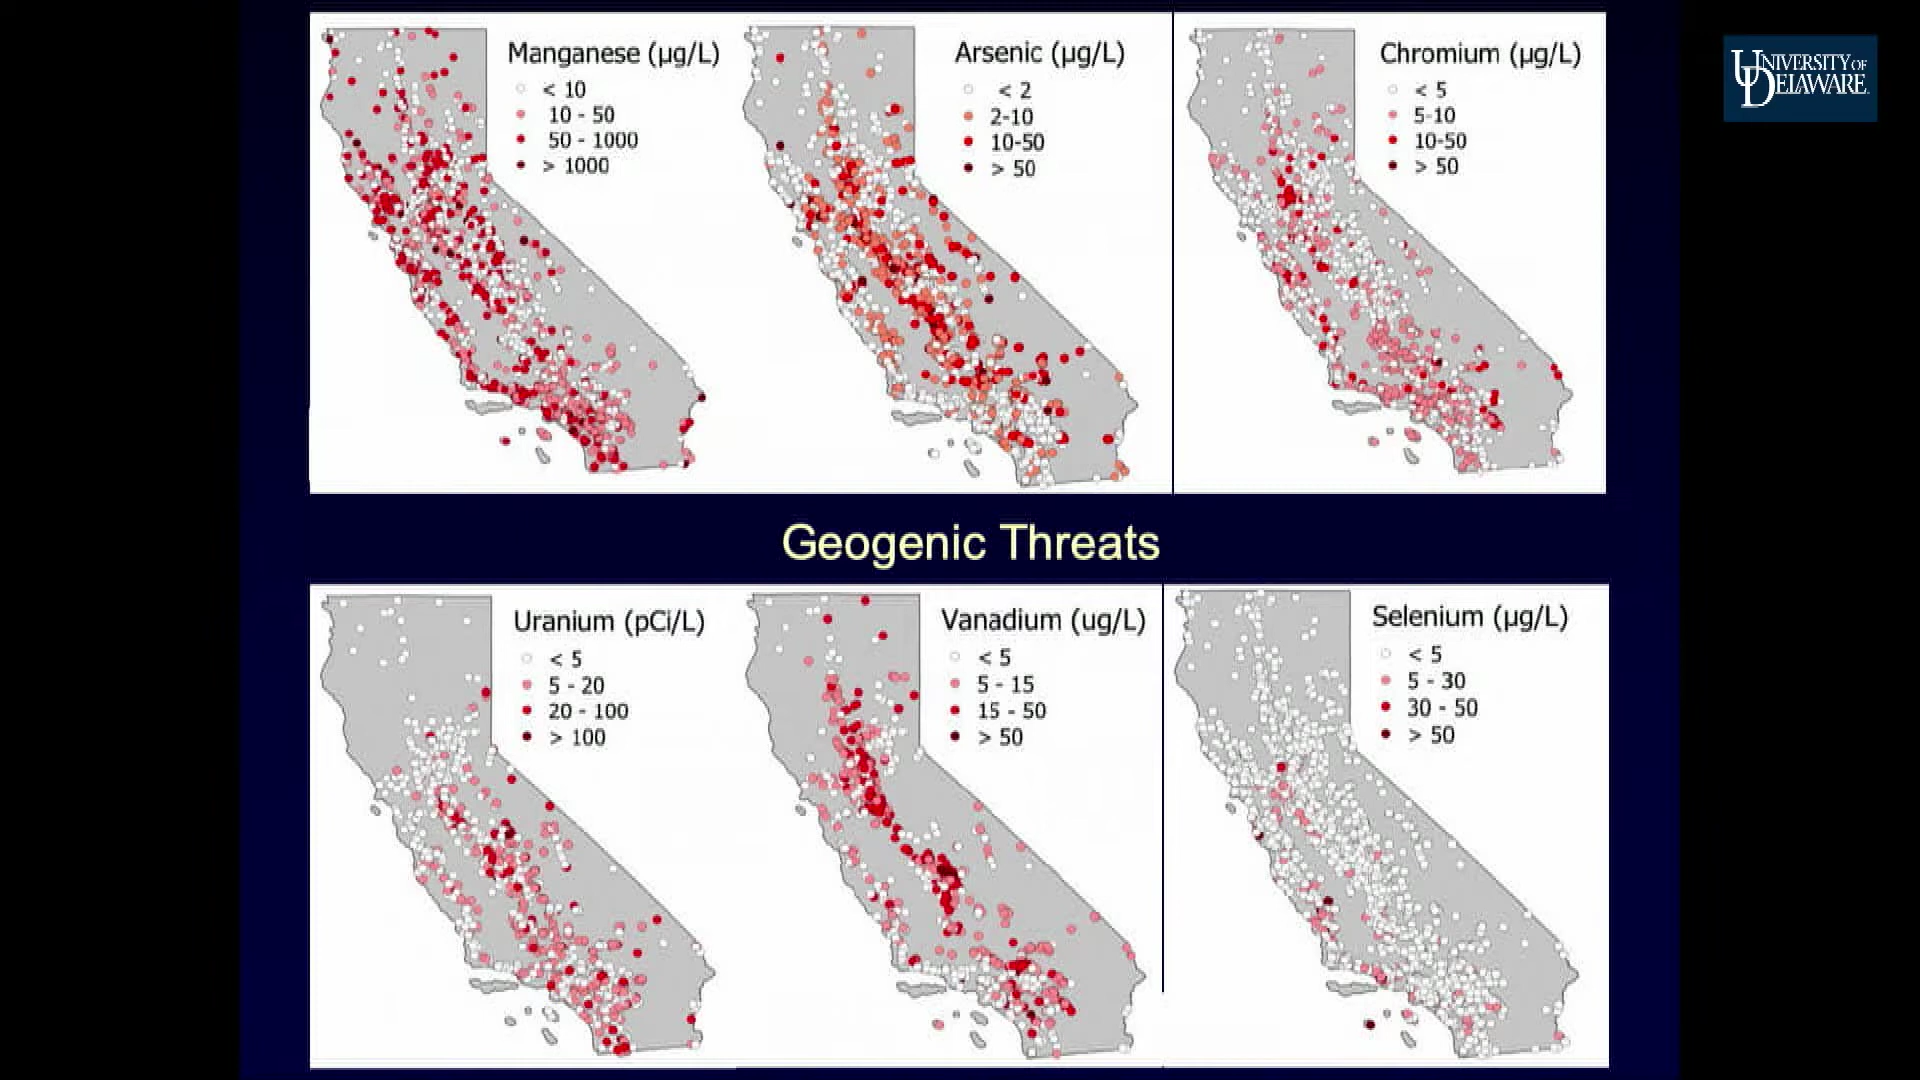 Manganese (µg/L)
< 10
10 - 50
50 - 1000
> 1000
Arsenic (µg/L)
< 2
2-10
10-50
> 50
Chromium (µg/L)
< 5
5-10
10-50
> 50
UNIVERSITY OF
DELAWARE
Geogenic Threats
Uranium (pCi/L)
< 5
5 - 20
20 - 100
> 100
Vanadium (ug/L)
< 5
5 - 15
15 - 50
> 50
Selenium (µg/L)
< 5
5 - 30
30 - 50
> 50